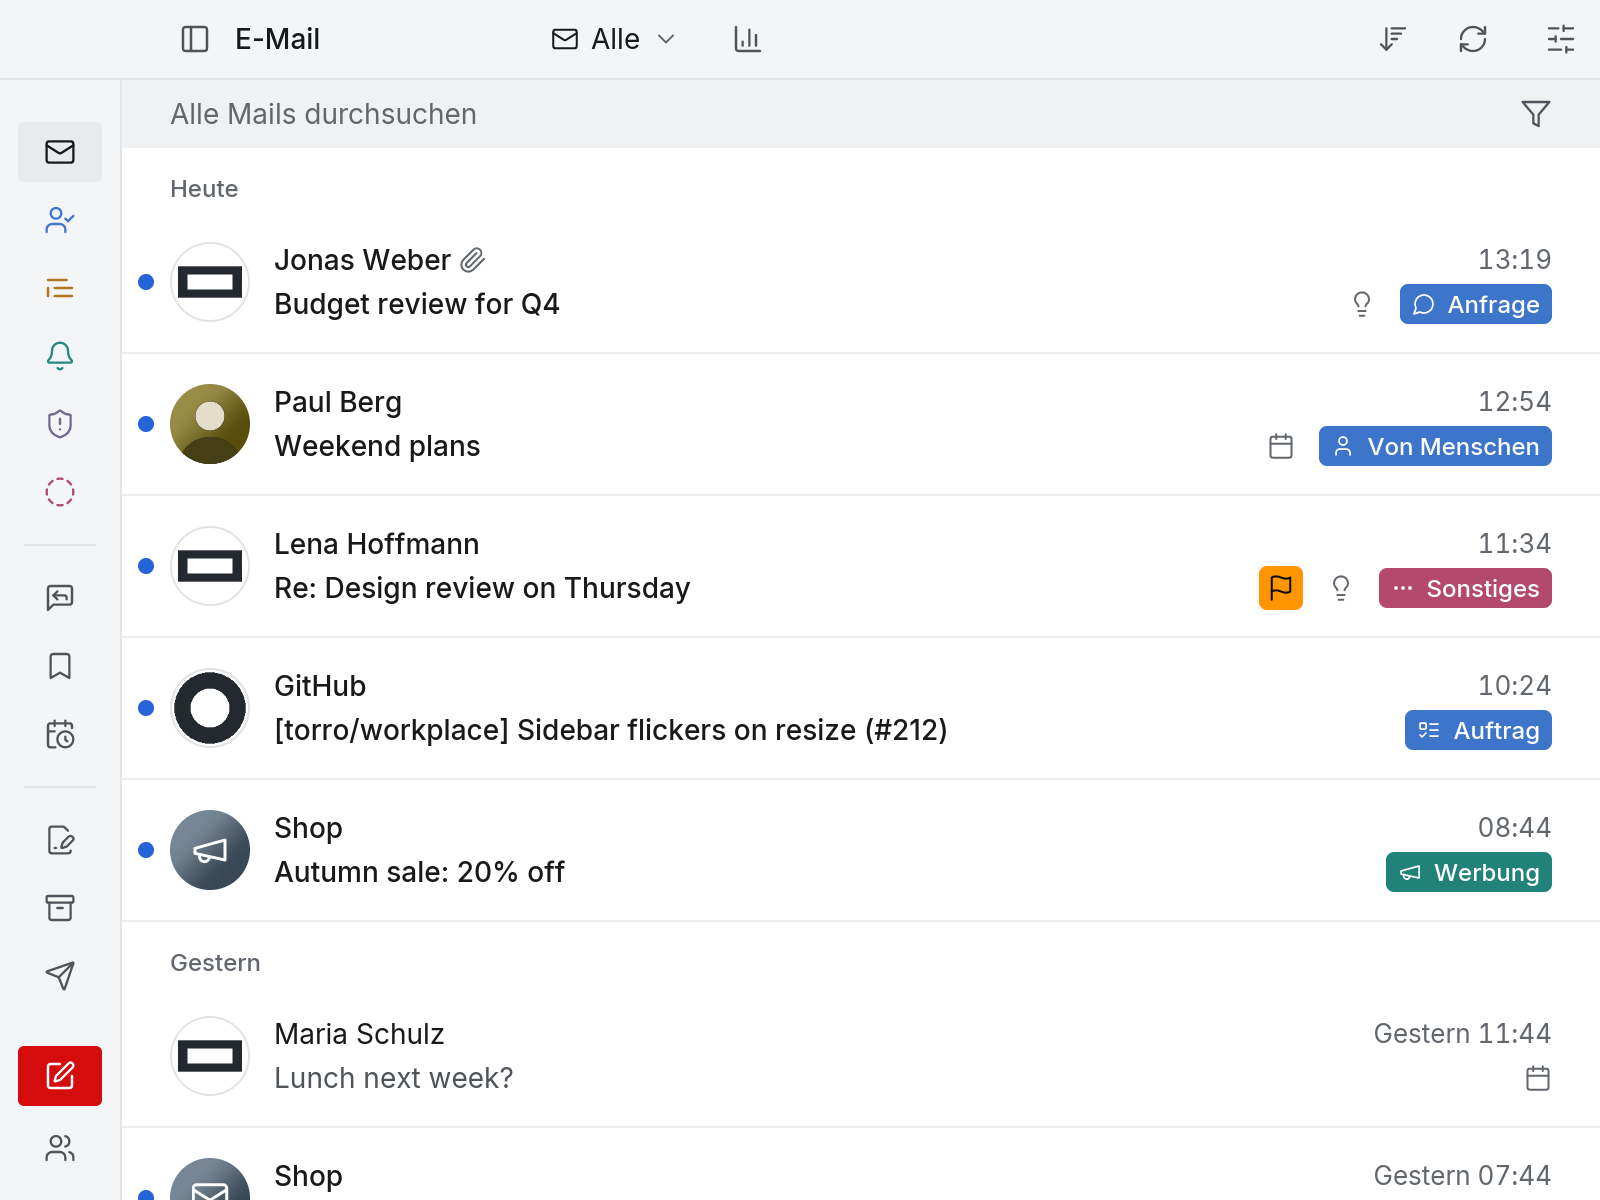 E-Mail
Alle
Alle Mails durchsuchen
Heute
Jonas Weber
13:19
Budget review for Q4
Anfrage
Paul Berg
12:54
Weekend plans
Von Menschen
Lena Hoffmann
11:34
Re: Design review on Thursday
Sonstiges
GitHub
10:24
[torro/workplace] Sidebar flickers on resize (#212)
Auftrag
Shop
08:44
Autumn sale: 20% off
Werbung
Gestern
Maria Schulz
Gestern 11:44
Lunch next week?
Shop
Gestern 07:44